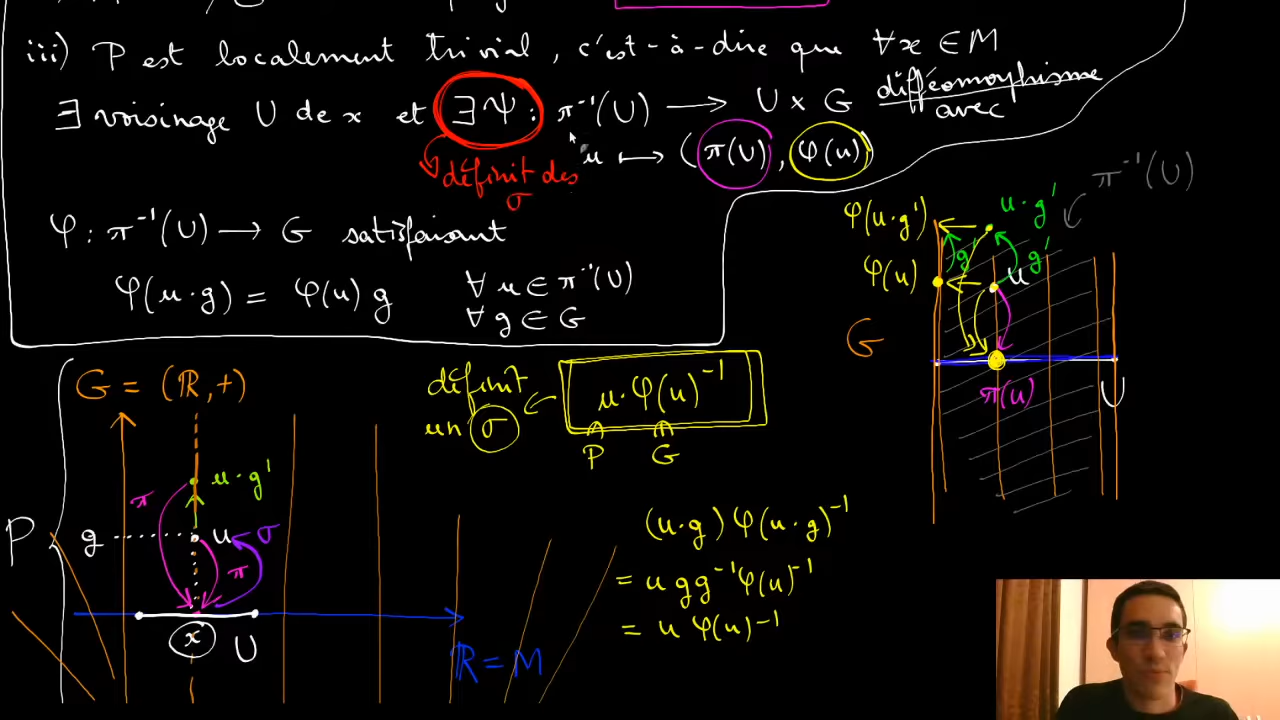 iii) P est localement trivial, c'est-à-dire que ∀x ∈ M
∃ voisinage U de x et ∃ Ψ : π⁻¹(U) ⟶ U × G difféomorphisme
avec
u ⟼ (π(U), φ(u))
définit des
σ
φ : π⁻¹(U) ⟶ G satisfaisant
φ(u·g) = φ(u) g ∀ u ∈ π⁻¹(U)
∀ g ∈ G
π⁻¹(U)
φ(u·g') u·g'
g' g'
φ(u) u
G
π(u) U
G = (ℝ, +)
définit
un σ
u·φ(u)⁻¹
P G
π u·g'
P g u σ
π
x U
ℝ = M
(u·g) φ(u·g)⁻¹
= u g g⁻¹ φ(u)⁻¹
= u φ(u)⁻¹